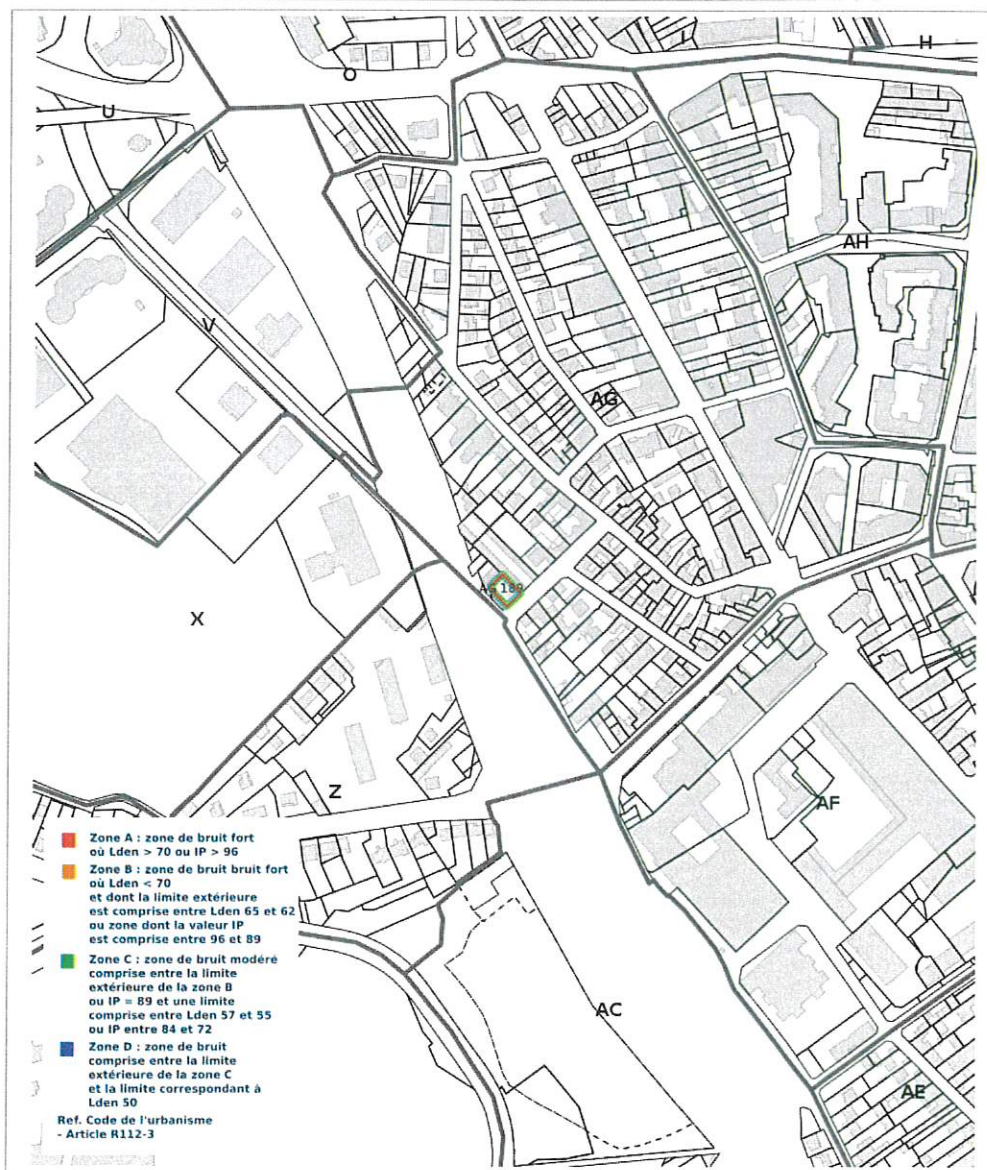 H
I
O
U
AH
V
AG
AG 189
X
Z
AF
Zone A : zone de bruit fort
où Lden > 70 ou IP > 96
Zone B : zone de bruit bruit fort
où Lden < 70
et dont la limite extérieure
est comprise entre Lden 65 et 62
ou zone dont la valeur IP
est comprise entre 96 et 89
Zone C : zone de bruit modéré
comprise entre la limite
extérieure de la zone B
ou IP = 89 et une limite
comprise entre Lden 57 et 55
ou IP entre 84 et 72
Zone D : zone de bruit
comprise entre la limite
extérieure de la zone C
et la limite correspondant à
Lden 50
Ref. Code de l'urbanisme
- Article R112-3
AC
AE